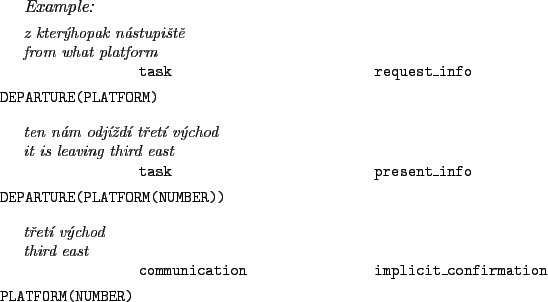 Example:
z kterýhopak nástupiště
from what platform
task request_info
DEPARTURE(PLATFORM)
ten nám odjíždí třetí východ
it is leaving third east
task present_info
DEPARTURE(PLATFORM(NUMBER))
třetí východ
third east
communication implicit_confirmation
PLATFORM(NUMBER)